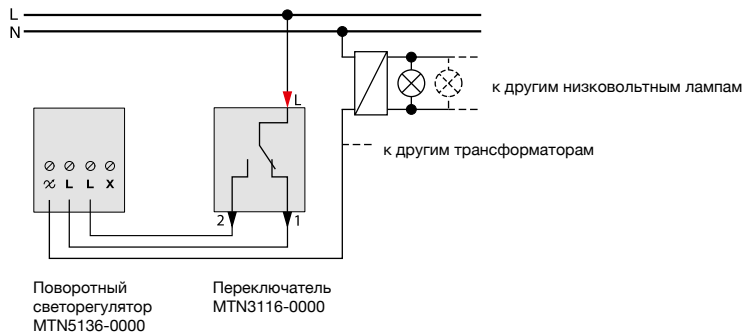 L
N
L
к другим низковольтным лампам
к другим трансформаторам
L L X
2 1
Поворотный
светорегулятор
MTN5136-0000
Переключатель
MTN3116-0000